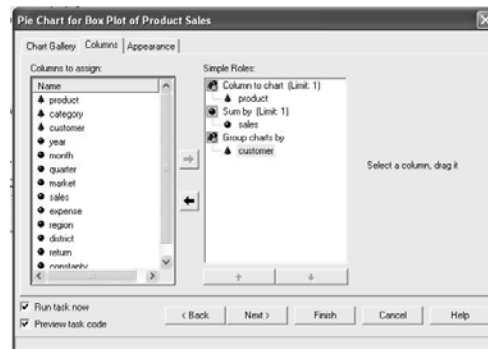 Pie Chart for Box Plot of Product Sales
Chart Gallery Columns Appearance
Columns to assign:
Name
product
category
customer
year
month
quarter
market
sales
expense
region
district
return
constantv
Simple Roles:
Column to chart (Limit: 1)
product
Sum by (Limit: 1)
sales
Group charts by
customer
Select a column, drag it
Run task now
Preview task code
< Back Next > Finish Cancel Help